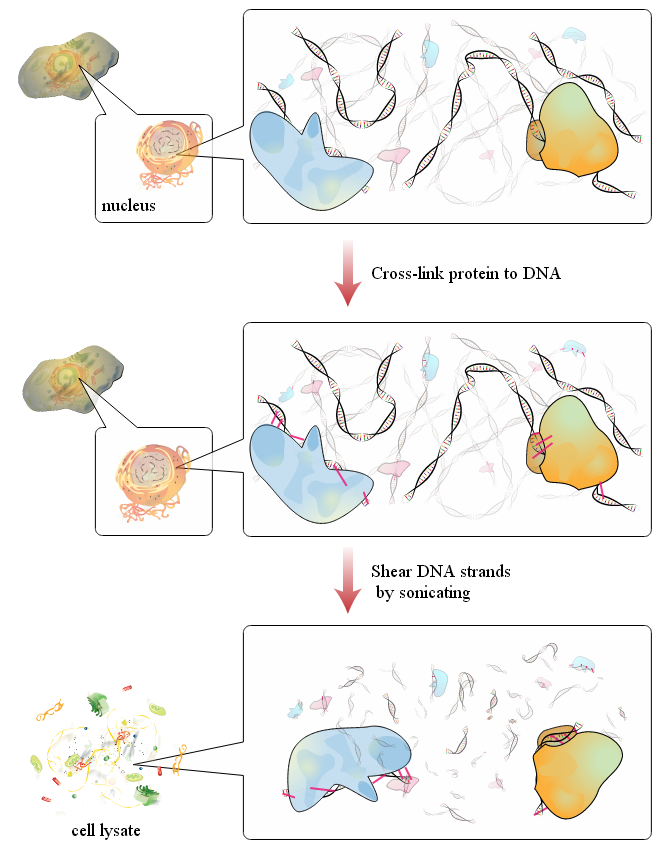 nucleus
Cross-link protein to DNA
Shear DNA strands
by sonicating
cell lysate